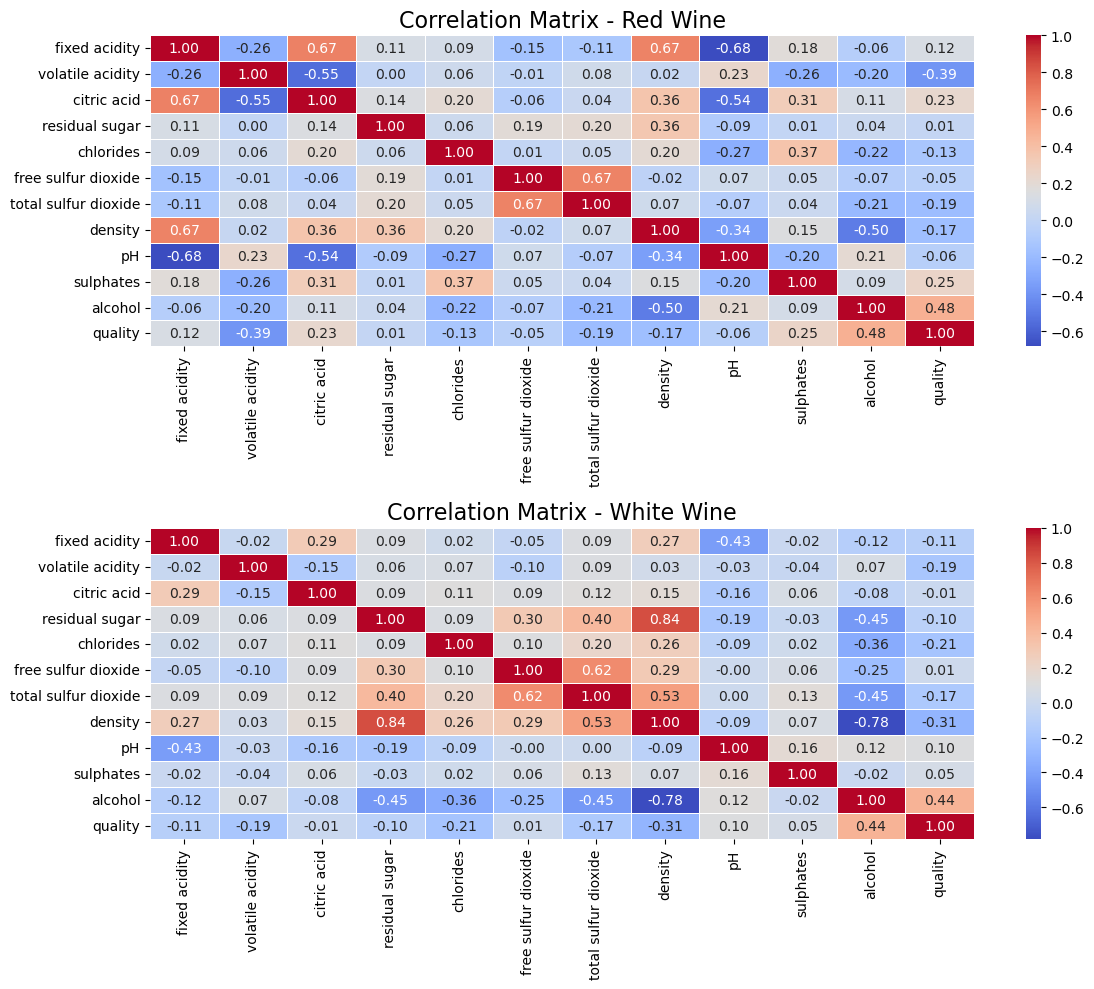 Correlation Matrix - Red Wine
fixed acidity 1.00 -0.26 0.67 0.11 0.09 -0.15 -0.11 0.67 -0.68 0.18 -0.06 0.12
volatile acidity -0.26 1.00 -0.55 0.00 0.06 -0.01 0.08 0.02 0.23 -0.26 -0.20 -0.39
citric acid 0.67 -0.55 1.00 0.14 0.20 -0.06 0.04 0.36 -0.54 0.31 0.11 0.23
residual sugar 0.11 0.00 0.14 1.00 0.06 0.19 0.20 0.36 -0.09 0.01 0.04 0.01
chlorides 0.09 0.06 0.20 0.06 1.00 0.01 0.05 0.20 -0.27 0.37 -0.22 -0.13
free sulfur dioxide -0.15 -0.01 -0.06 0.19 0.01 1.00 0.67 -0.02 0.07 0.05 -0.07 -0.05
total sulfur dioxide -0.11 0.08 0.04 0.20 0.05 0.67 1.00 0.07 -0.07 0.04 -0.21 -0.19
density 0.67 0.02 0.36 0.36 0.20 -0.02 0.07 1.00 -0.34 0.15 -0.50 -0.17
pH -0.68 0.23 -0.54 -0.09 -0.27 0.07 -0.07 -0.34 1.00 -0.20 0.21 -0.06
sulphates 0.18 -0.26 0.31 0.01 0.37 0.05 0.04 0.15 -0.20 1.00 0.09 0.25
alcohol -0.06 -0.20 0.11 0.04 -0.22 -0.07 -0.21 -0.50 0.21 0.09 1.00 0.48
quality 0.12 -0.39 0.23 0.01 -0.13 -0.05 -0.19 -0.17 -0.06 0.25 0.48 1.00
fixed acidity
volatile acidity
citric acid
residual sugar
chlorides
free sulfur dioxide
total sulfur dioxide
density
pH
sulphates
alcohol
quality
1.0
0.8
0.6
0.4
0.2
0.0
−0.2
−0.4
−0.6
Correlation Matrix - White Wine
fixed acidity 1.00 -0.02 0.29 0.09 0.02 -0.05 0.09 0.27 -0.43 -0.02 -0.12 -0.11
volatile acidity -0.02 1.00 -0.15 0.06 0.07 -0.10 0.09 0.03 -0.03 -0.04 0.07 -0.19
citric acid 0.29 -0.15 1.00 0.09 0.11 0.09 0.12 0.15 -0.16 0.06 -0.08 -0.01
residual sugar 0.09 0.06 0.09 1.00 0.09 0.30 0.40 0.84 -0.19 -0.03 -0.45 -0.10
chlorides 0.02 0.07 0.11 0.09 1.00 0.10 0.20 0.26 -0.09 0.02 -0.36 -0.21
free sulfur dioxide -0.05 -0.10 0.09 0.30 0.10 1.00 0.62 0.29 -0.00 0.06 -0.25 0.01
total sulfur dioxide 0.09 0.09 0.12 0.40 0.20 0.62 1.00 0.53 0.00 0.13 -0.45 -0.17
density 0.27 0.03 0.15 0.84 0.26 0.29 0.53 1.00 -0.09 0.07 -0.78 -0.31
pH -0.43 -0.03 -0.16 -0.19 -0.09 -0.00 0.00 -0.09 1.00 0.16 0.12 0.10
sulphates -0.02 -0.04 0.06 -0.03 0.02 0.06 0.13 0.07 0.16 1.00 -0.02 0.05
alcohol -0.12 0.07 -0.08 -0.45 -0.36 -0.25 -0.45 -0.78 0.12 -0.02 1.00 0.44
quality -0.11 -0.19 -0.01 -0.10 -0.21 0.01 -0.17 -0.31 0.10 0.05 0.44 1.00
fixed acidity
volatile acidity
citric acid
residual sugar
chlorides
free sulfur dioxide
total sulfur dioxide
density
pH
sulphates
alcohol
quality
1.0
0.8
0.6
0.4
0.2
0.0
−0.2
−0.4
−0.6